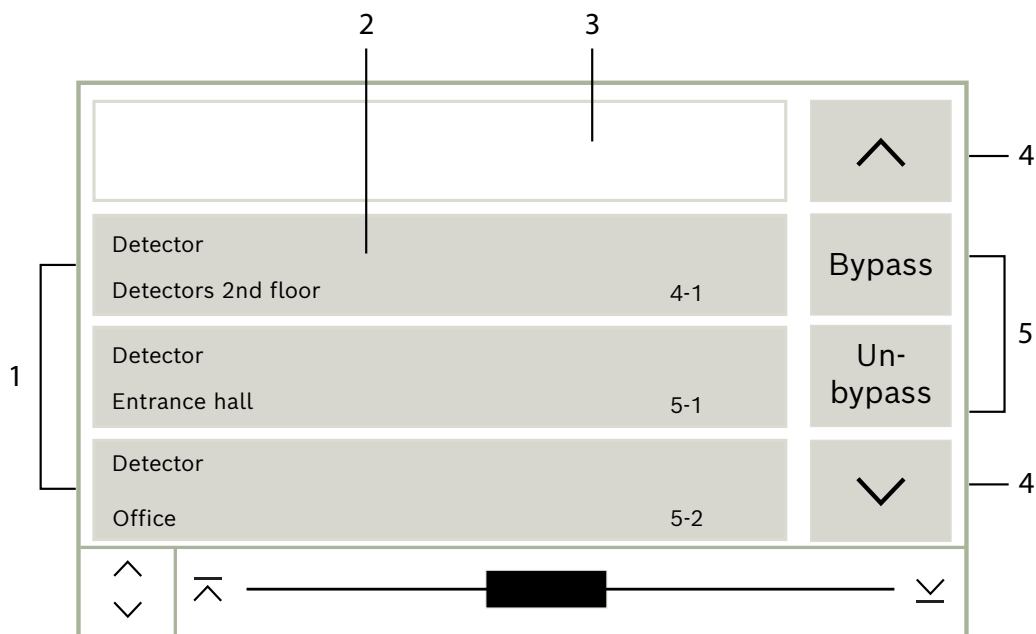 2
3
4
Detector
Detectors 2nd floor
4-1
Bypass
5
1
Detector
Entrance hall
5-1
Un-
bypass
Detector
Office
5-2
4